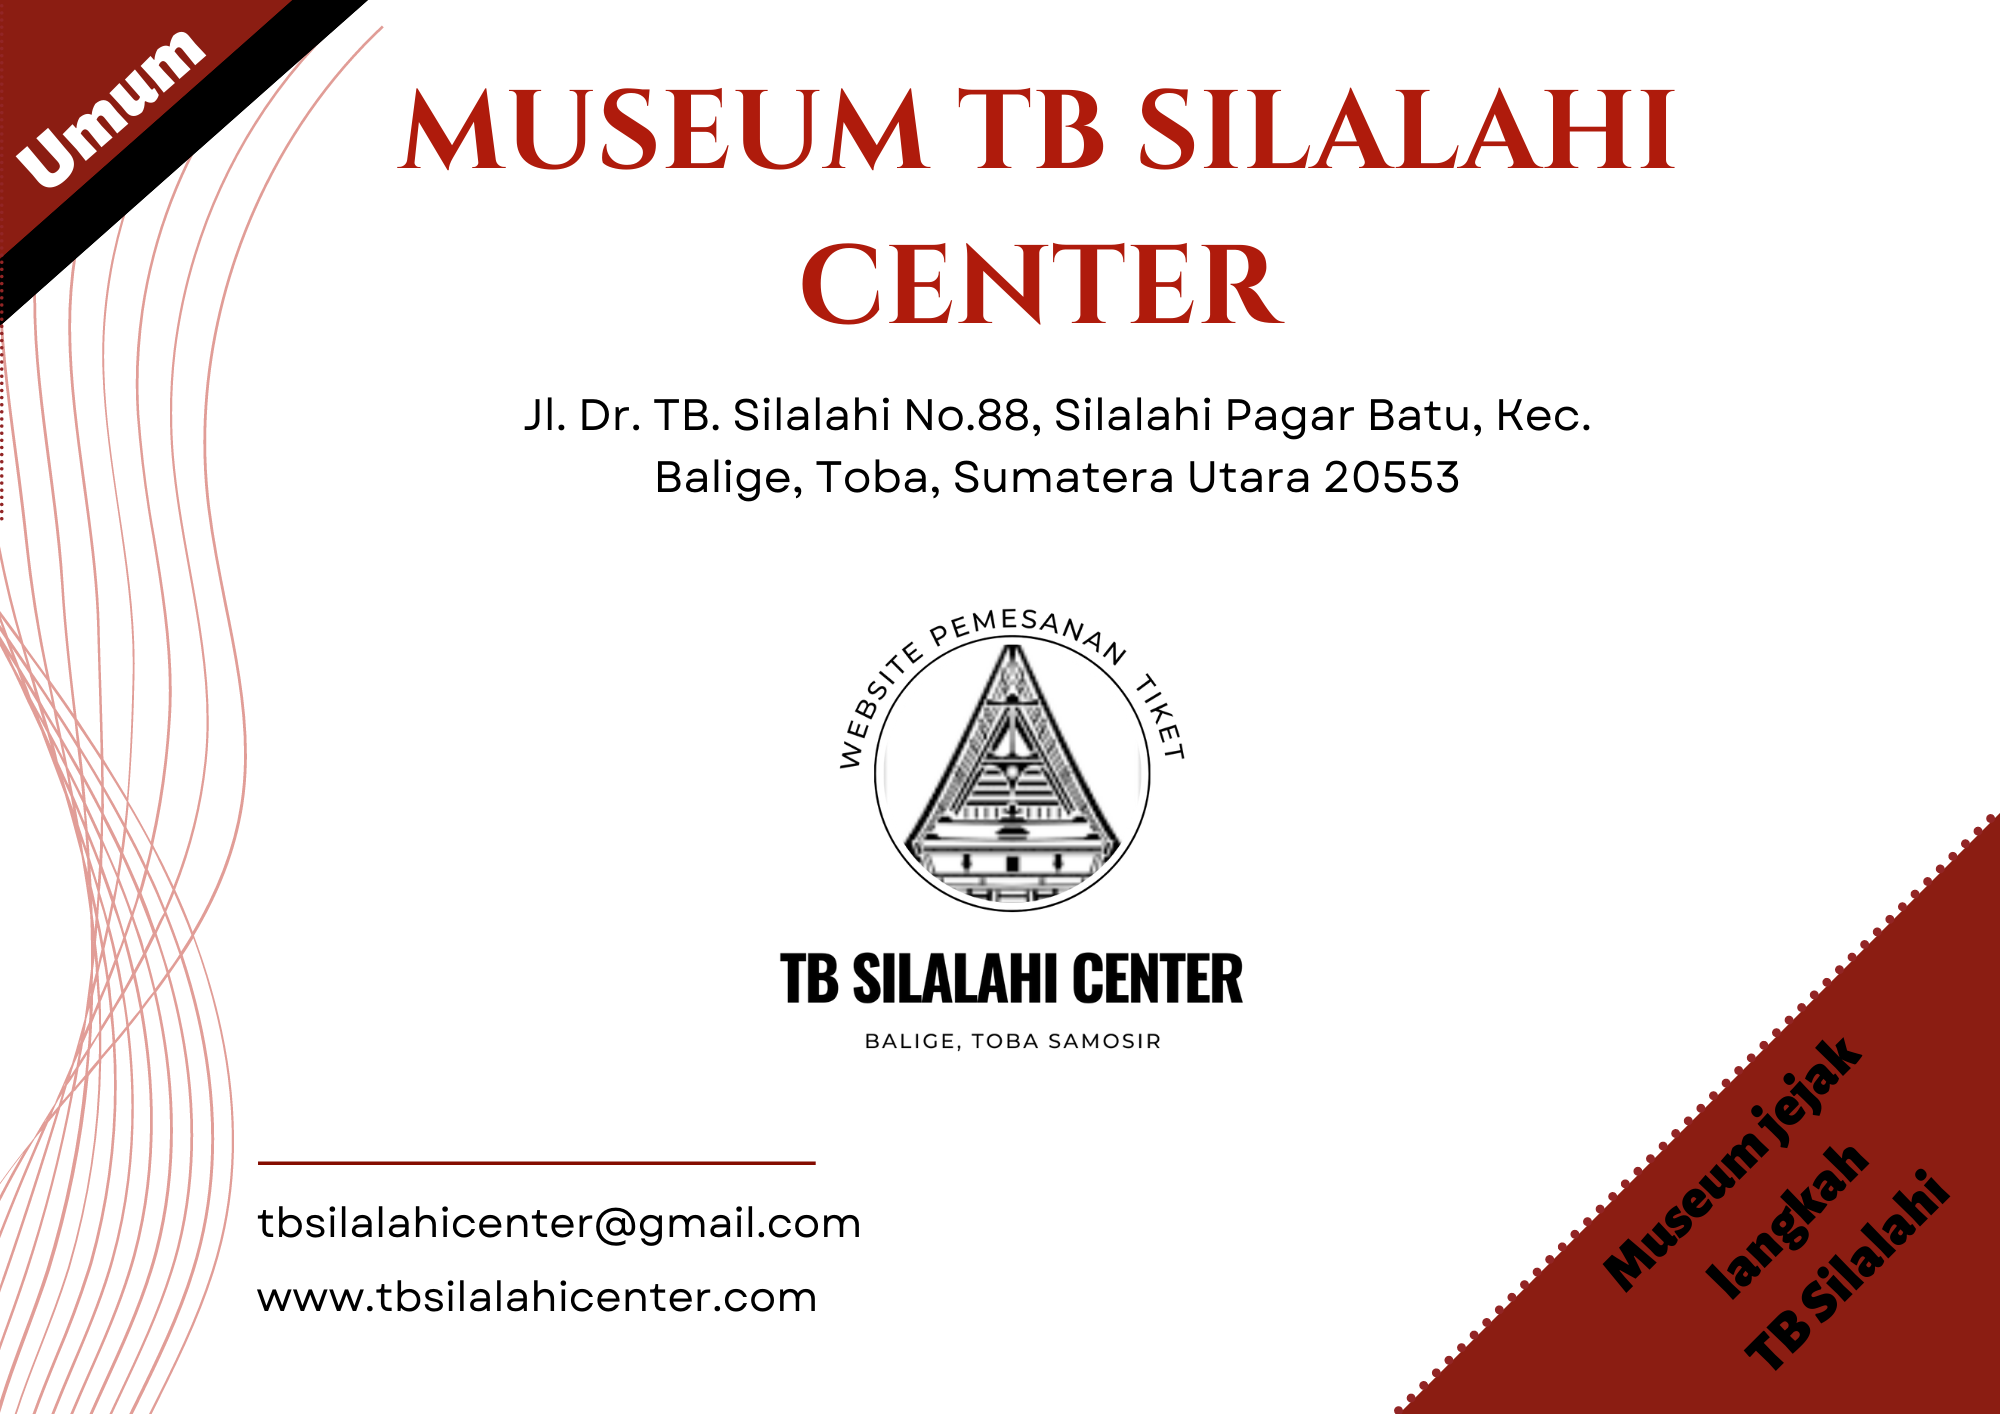 Umum
MUSEUM TB SILALAHI
CENTER
Jl. Dr. TB. Silalahi No.88, Silalahi Pagar Batu, Kec.
Balige, Toba, Sumatera Utara 20553
WEBSITE PEMESANAN TIKET
TB SILALAHI CENTER
BALIGE, TOBA SAMOSIR
tbsilalahicenter@gmail.com
www.tbsilalahicenter.com
Museum jejak
langkah
TB Silalahi